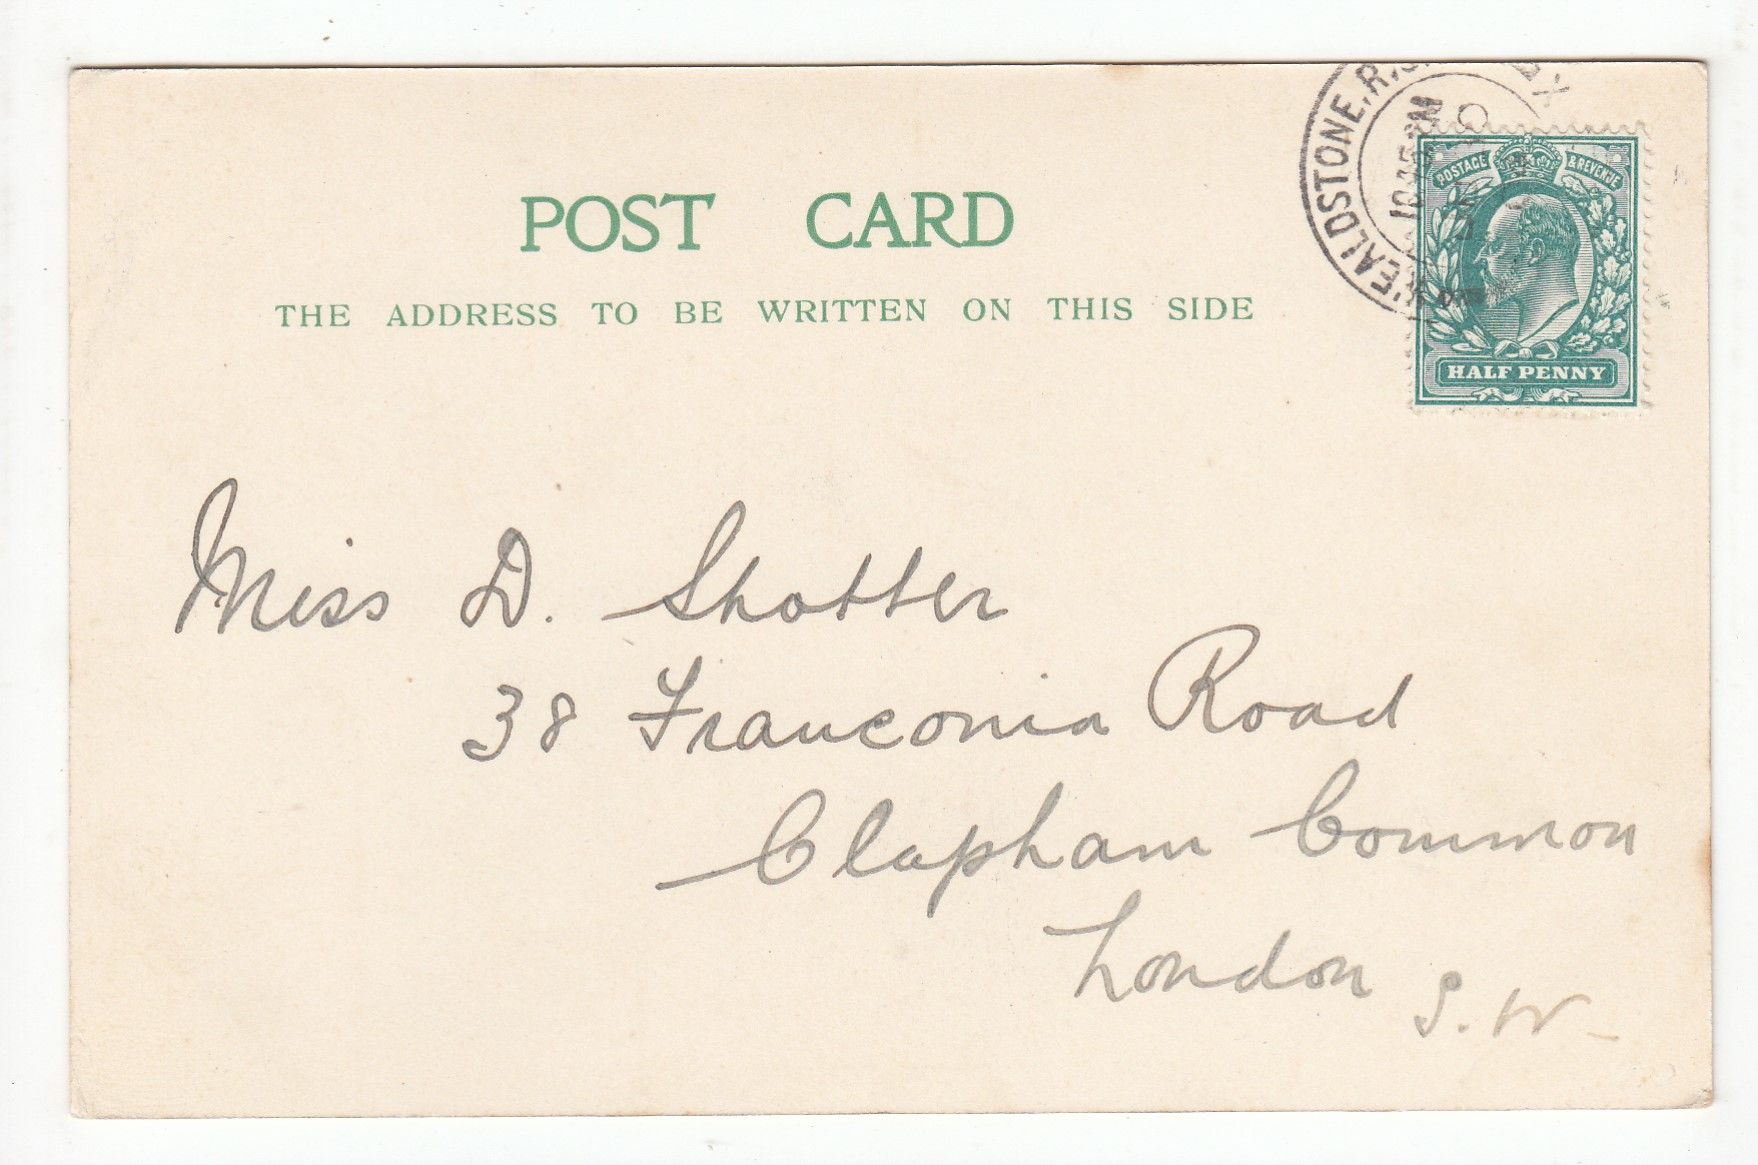 POST CARD
THE ADDRESS TO BE WRITTEN ON THIS SIDE
WEALDSTONE, R.S.O.
POSTAGE & REVENUE
HALF PENNY
Miss D. Shotter
38 Franconia Road
Clapham Common
London S.W.